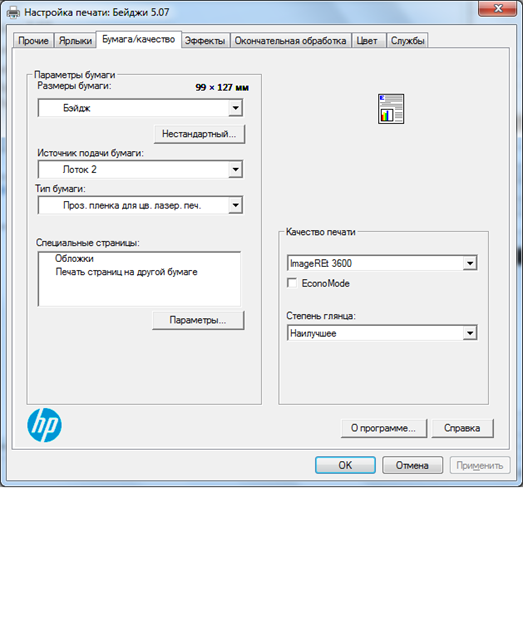 Настройка печати: Бейджи 5.07
Прочие Ярлыки Бумага/качество Эффекты Окончательная обработка Цвет Службы
Параметры бумаги
Размеры бумаги: 99 × 127 мм
Бэйдж
Нестандартный...
Источник подачи бумаги:
Лоток 2
Тип бумаги:
Проз. пленка для цв. лазер. печ.
Специальные страницы:
Обложки
Печать страниц на другой бумаге
Параметры...
Качество печати
ImageREt 3600
EconoMode
Степень глянца:
Наилучшее
hp
О программе... Справка
OK Отмена Применить